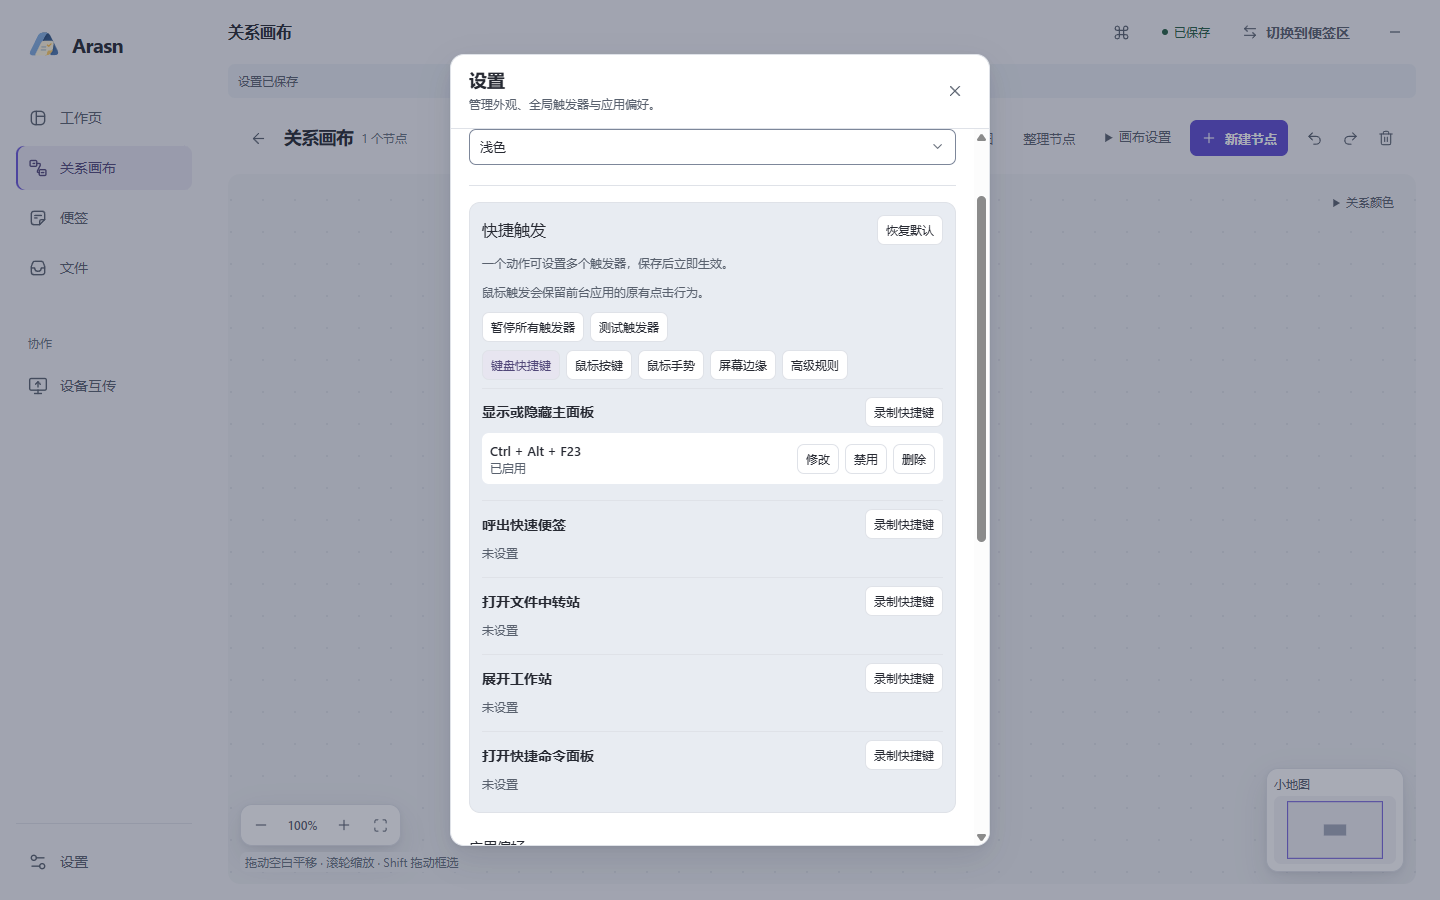 Arasn
工作页
关系画布
便签
文件
协作
设备互传
设置
关系画布
已保存
切换到便签区
设置已保存
关系画布 1 个节点
整理节点
画布设置
新建节点
关系颜色
设置
管理外观、全局触发器与应用偏好。
浅色
快捷触发
恢复默认
一个动作可设置多个触发器，保存后立即生效。
鼠标触发会保留前台应用的原有点击行为。
暂停所有触发器 测试触发器
键盘快捷键 鼠标按键 鼠标手势 屏幕边缘 高级规则
显示或隐藏主面板 录制快捷键
Ctrl + Alt + F23
已启用
修改 禁用 删除
呼出快速便签 录制快捷键
未设置
打开文件中转站 录制快捷键
未设置
展开工作站 录制快捷键
未设置
打开快捷命令面板 录制快捷键
未设置
应用偏好
100%
拖动空白平移 · 滚轮缩放 · Shift 拖动框选
小地图